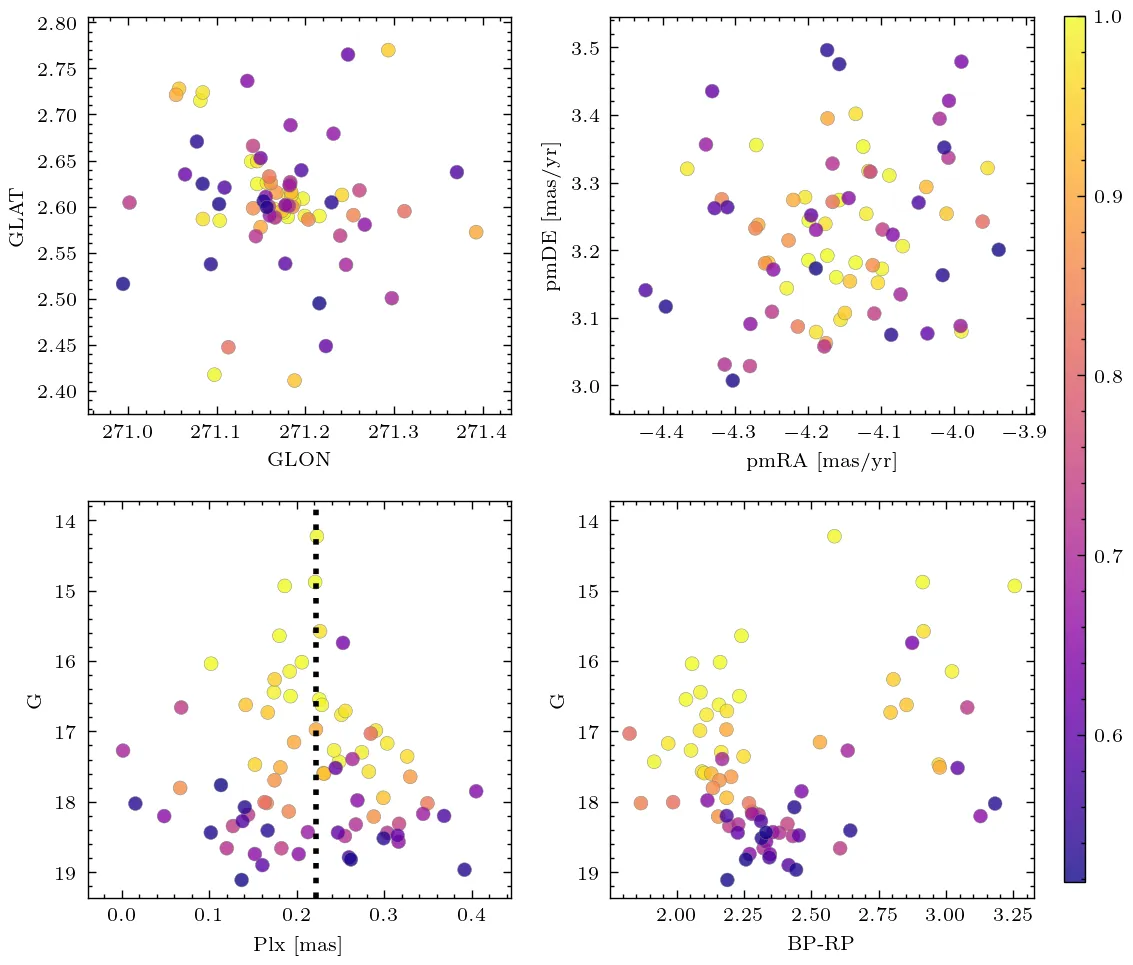 2.80
2.75
2.70
2.65
2.60
2.55
2.50
2.45
2.40
GLAT
271.0 271.1 271.2 271.3 271.4
GLON
3.5
3.4
3.3
3.2
3.1
3.0
pmDE [mas/yr]
−4.4 −4.3 −4.2 −4.1 −4.0 −3.9
pmRA [mas/yr]
1.0
0.9
0.8
0.7
0.6
14
15
16
17
18
19
G
0.0 0.1 0.2 0.3 0.4
Plx [mas]
14
15
16
17
18
19
G
2.00 2.25 2.50 2.75 3.00 3.25
BP-RP